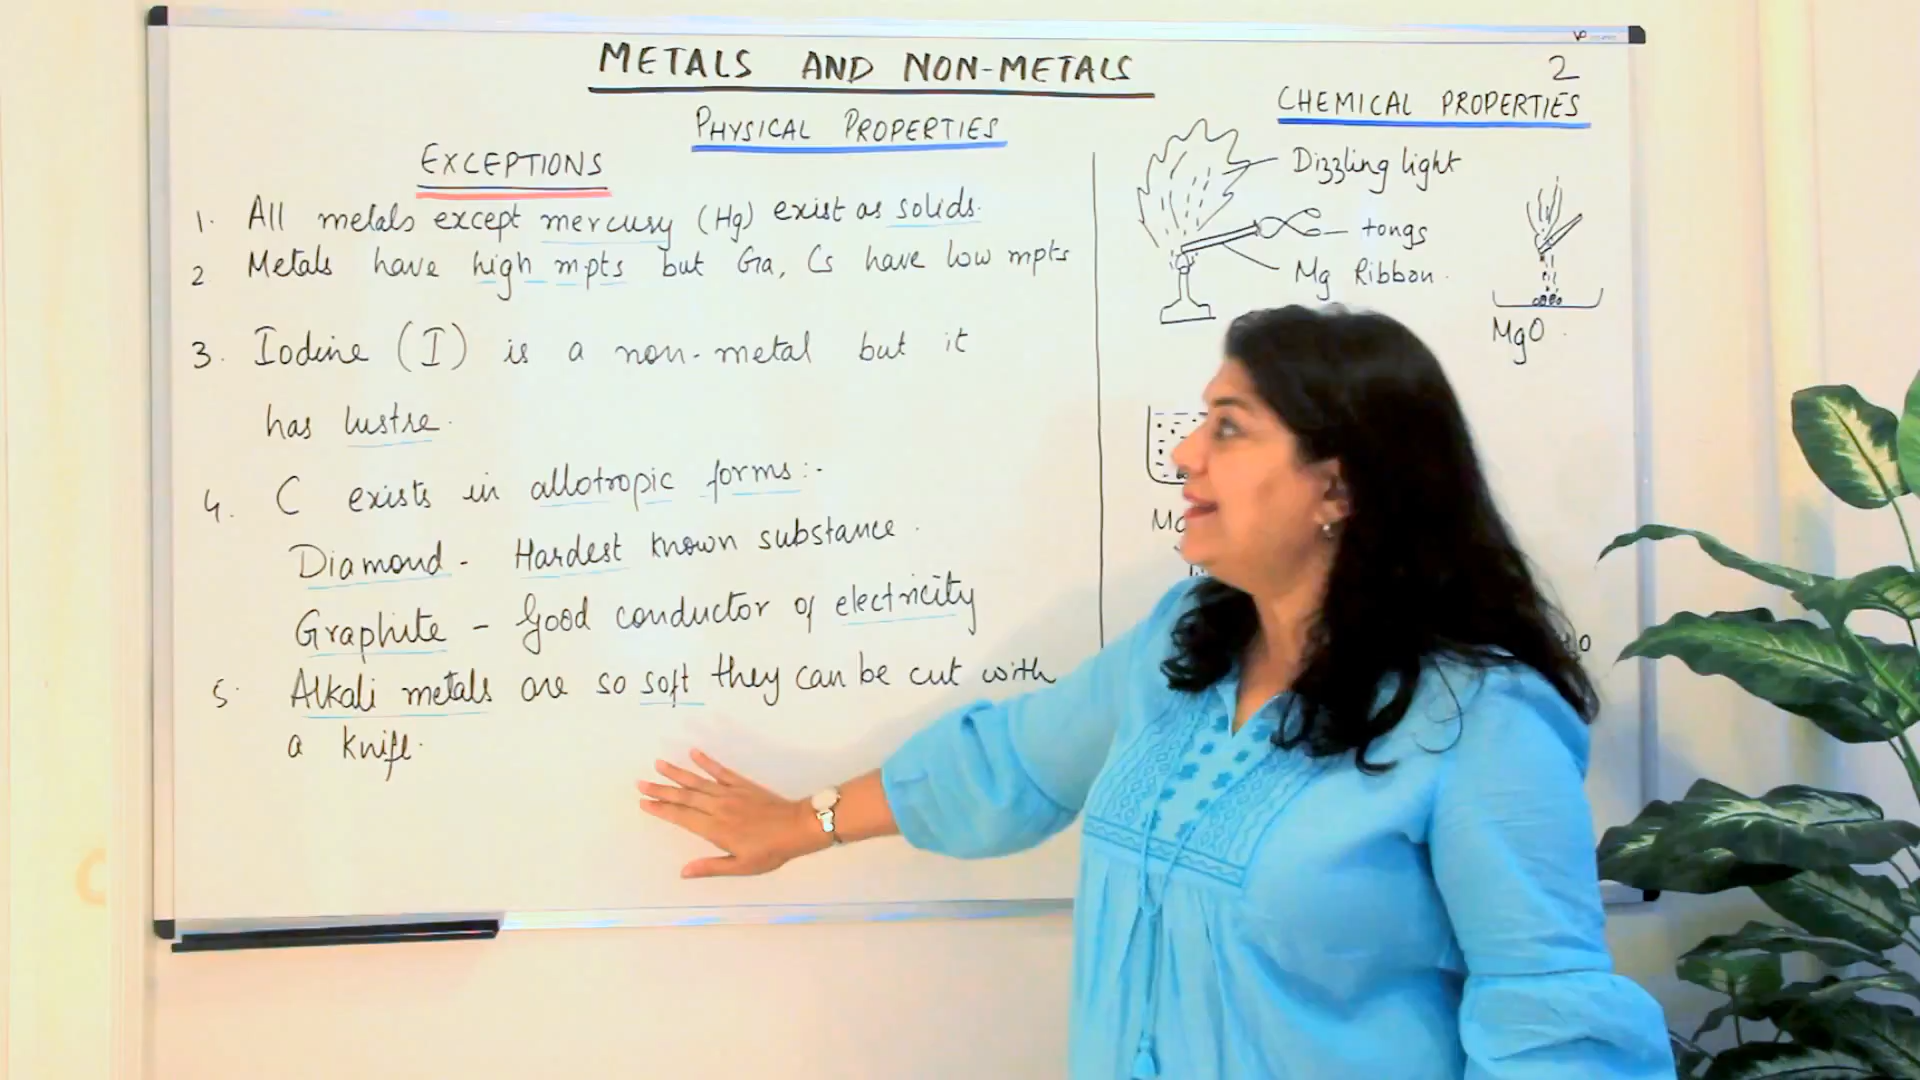 METALS AND NON-METALS
2
PHYSICAL PROPERTIES
CHEMICAL PROPERTIES
EXCEPTIONS
1. All metals except mercury (Hg) exist as solids.
2 Metals have high mpts but Ga, Cs have low mpts
3. Iodine (I) is a non-metal but it
has lustre.
4. C exists in allotropic forms:-
Diamond - Hardest known substance.
Graphite - Good conductor of electricity
5. Alkali metals are so soft they can be cut with
a knife.
Dizzling light
tongs
Mg Ribbon.
MgO.